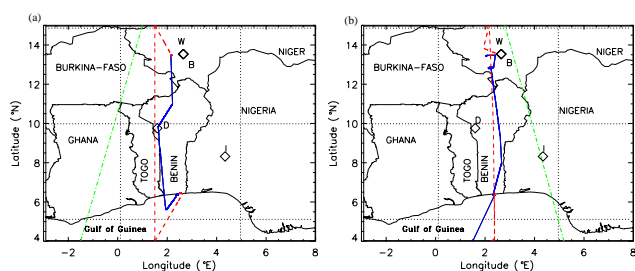 (a)
W
B
NIGER
BURKINA-FASO
NIGERIA
D
GHANA
TOGO
BENIN
I
Gulf of Guinea
Latitude (°N)
14
12
10
8
6
4
-2 0 2 4 6 8
Longitude (°E)
(b)
W
B
NIGER
BURKINA-FASO
NIGERIA
D
GHANA
TOGO
BENIN
I
Gulf of Guinea
Latitude (°N)
14
12
10
8
6
4
-2 0 2 4 6 8
Longitude (°E)